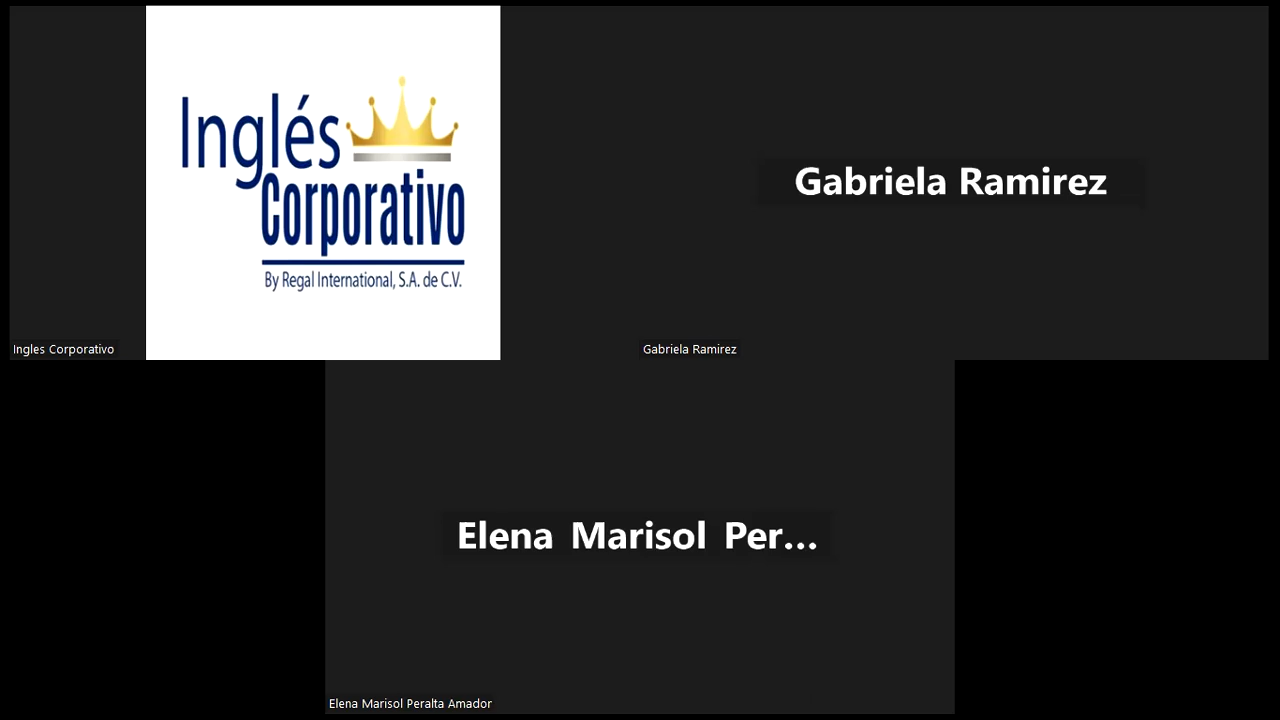 Inglés
Corporativo
By Regal International, S.A. de C.V.
Ingles Corporativo
Gabriela Ramirez
Gabriela Ramirez
Elena Marisol Per...
Elena Marisol Peralta Amador